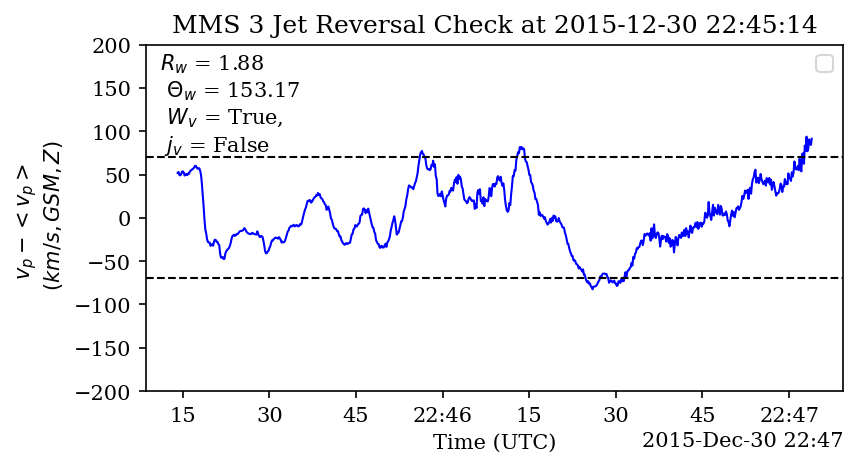 MMS 3 Jet Reversal Check at 2015-12-30 22:45:14
200
150
100
50
0
−50
−100
−150
−200
v_p − < v_p >
(km/s, GSM, Z)
R_w = 1.88
Θ_w = 153.17
W_v = True,
j_v = False
15 30 45 22:46 15 30 45 22:47
Time (UTC)
2015-Dec-30 22:47